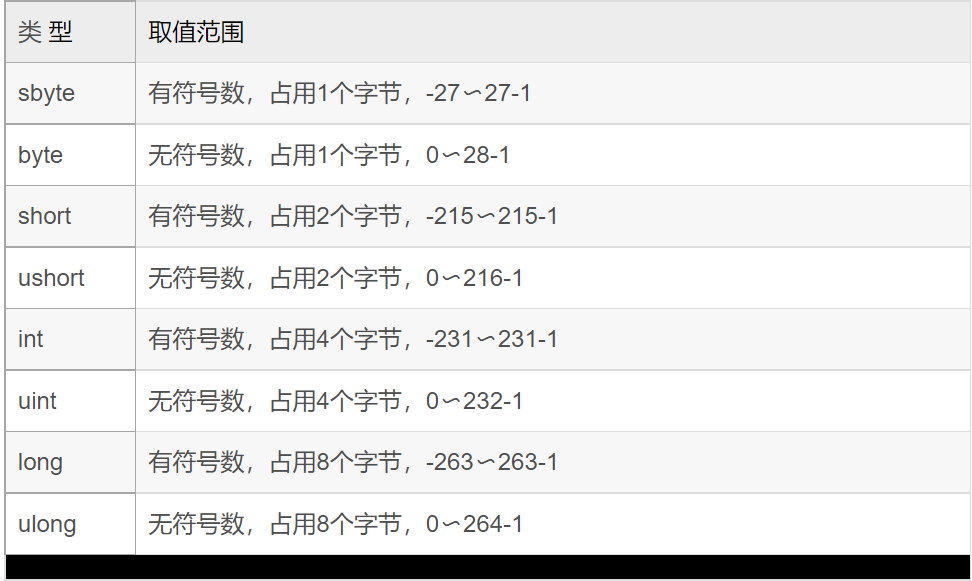 类 型 取值范围
sbyte 有符号数，占用1个字节，-27〜27-1
byte 无符号数，占用1个字节，0〜28-1
short 有符号数，占用2个字节，-215〜215-1
ushort 无符号数，占用2个字节，0〜216-1
int 有符号数，占用4个字节，-231〜231-1
uint 无符号数，占用4个字节，0〜232-1
long 有符号数，占用8个字节，-263〜263-1
ulong 无符号数，占用8个字节，0〜264-1